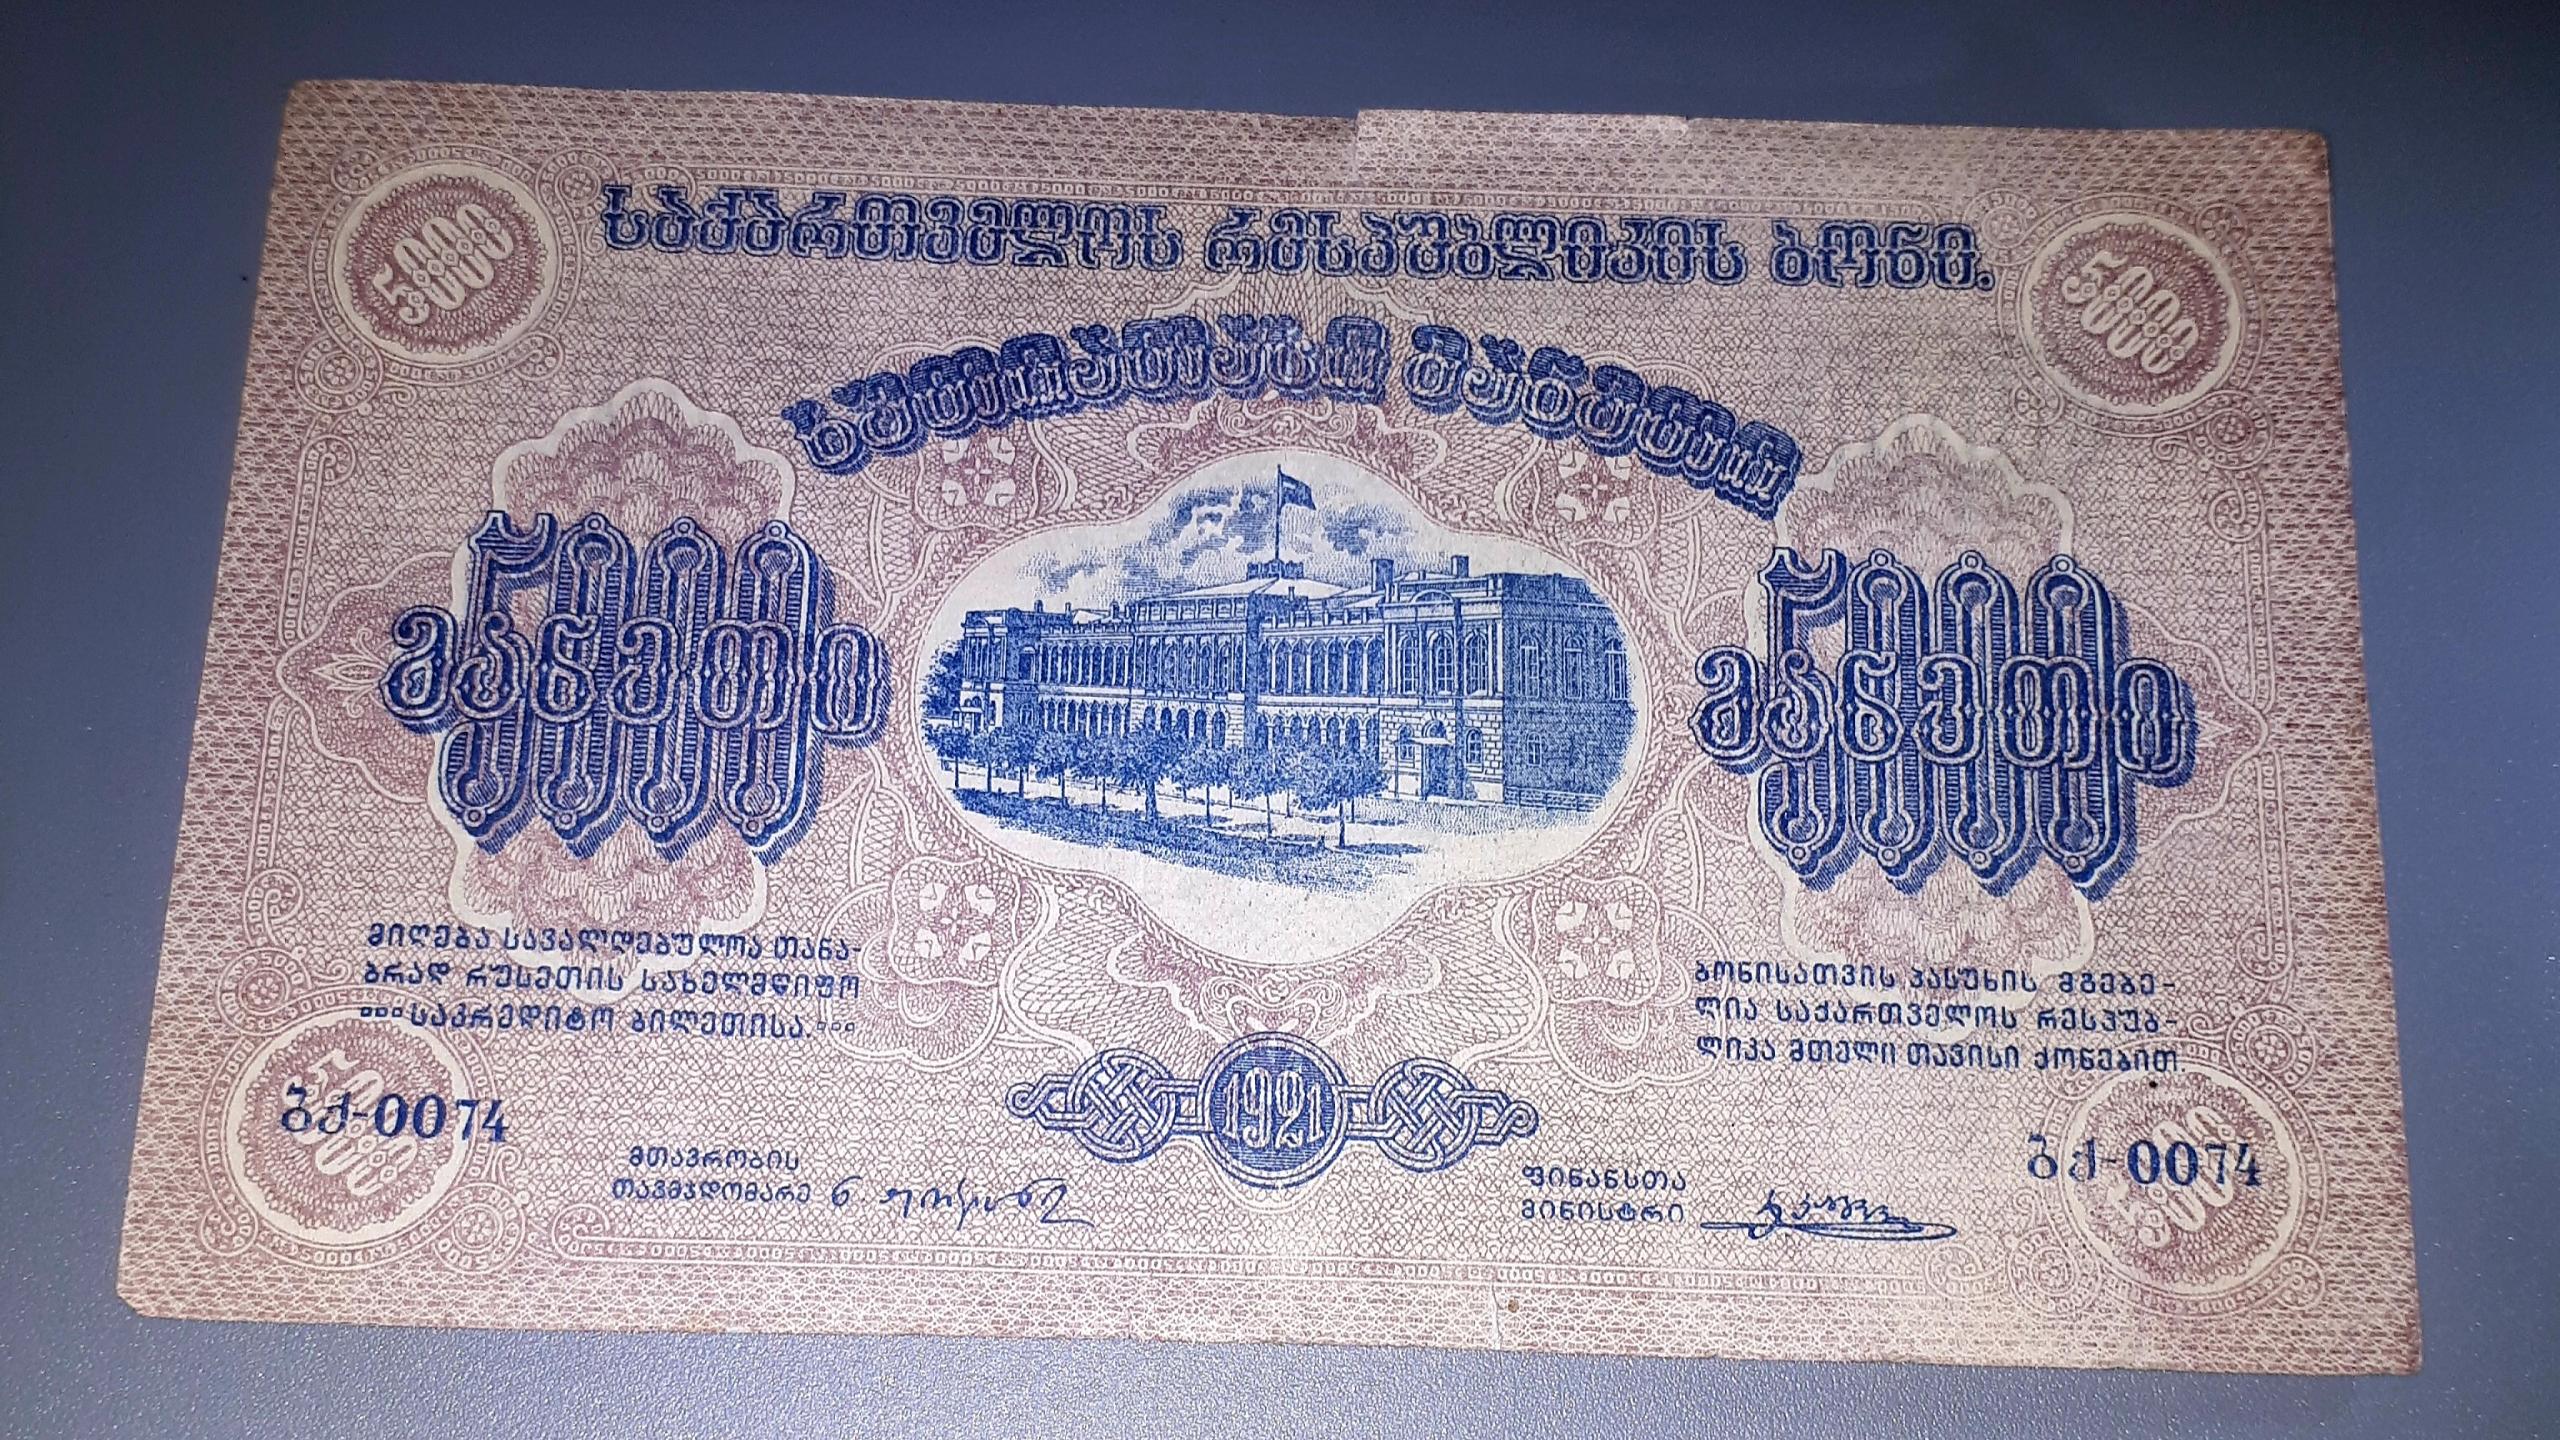 5000
5000
საქართველოს რესპუბლიკის ბონი.
ხუთიათასი მანეთი
5000
მანეთი
5000
მანეთი
მიღება სავალდებულოა თანა-
ბრად რუსეთის სახელმწიფო
საკრედიტო ბილეთისა.
ბონისათვის პასუხის მგებე-
ლია საქართველოს რესპუბ-
ლიკა მთელი თავისი ქონებით.
5000
ბქ-0074
1921
5000
ბქ-0074
მთავრობის
თავმჯდომარე
ფინანსთა
მინისტრი